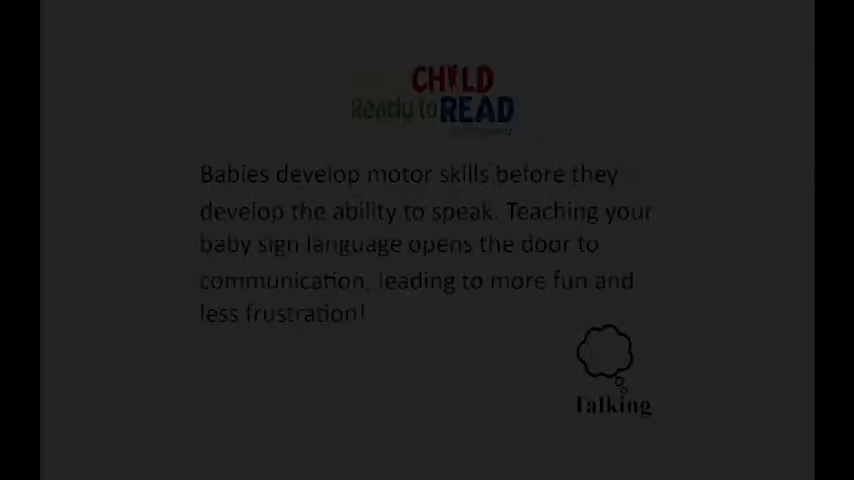 CHILD
Ready to READ
Babies develop motor skills before they
develop the ability to speak. Teaching your
baby sign language opens the door to
communication, leading to more fun and
less frustration!
Talking